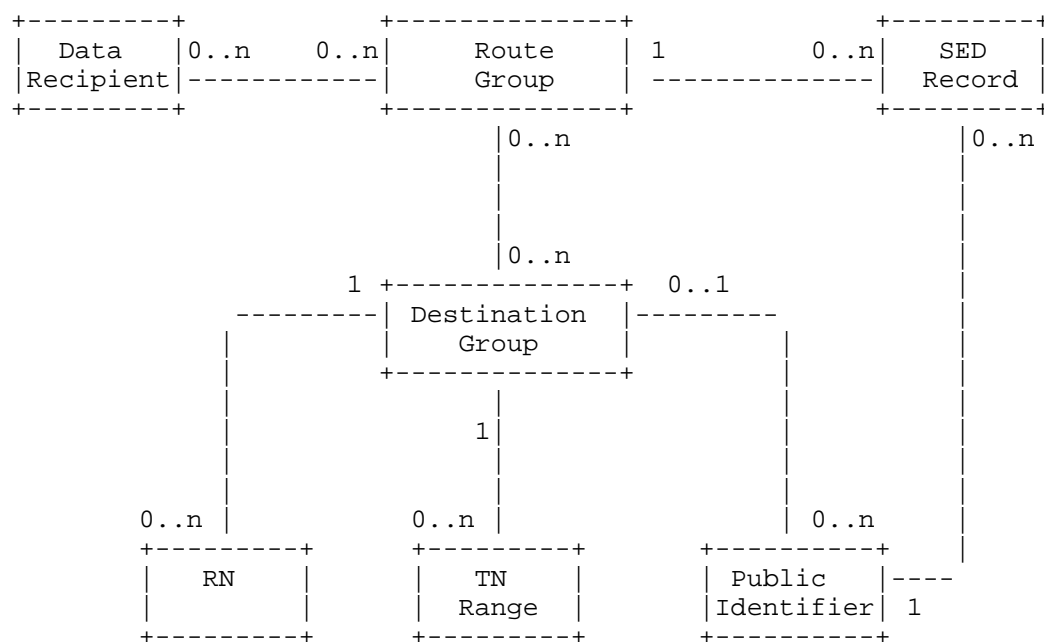 Data 0..n 0..n Route 1 0..n SED
Recipient Group Record
0..n 0..n
0..n
1 0..1
Destination
Group
1
0..n 0..n 0..n
RN TN Public
Range Identifier 1